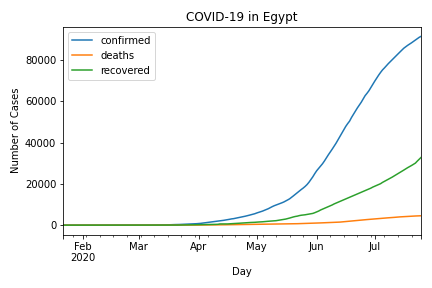 COVID-19 in Egypt
confirmed
deaths
recovered
Number of Cases
80000
60000
40000
20000
0
Feb Mar Apr May Jun Jul
2020
Day